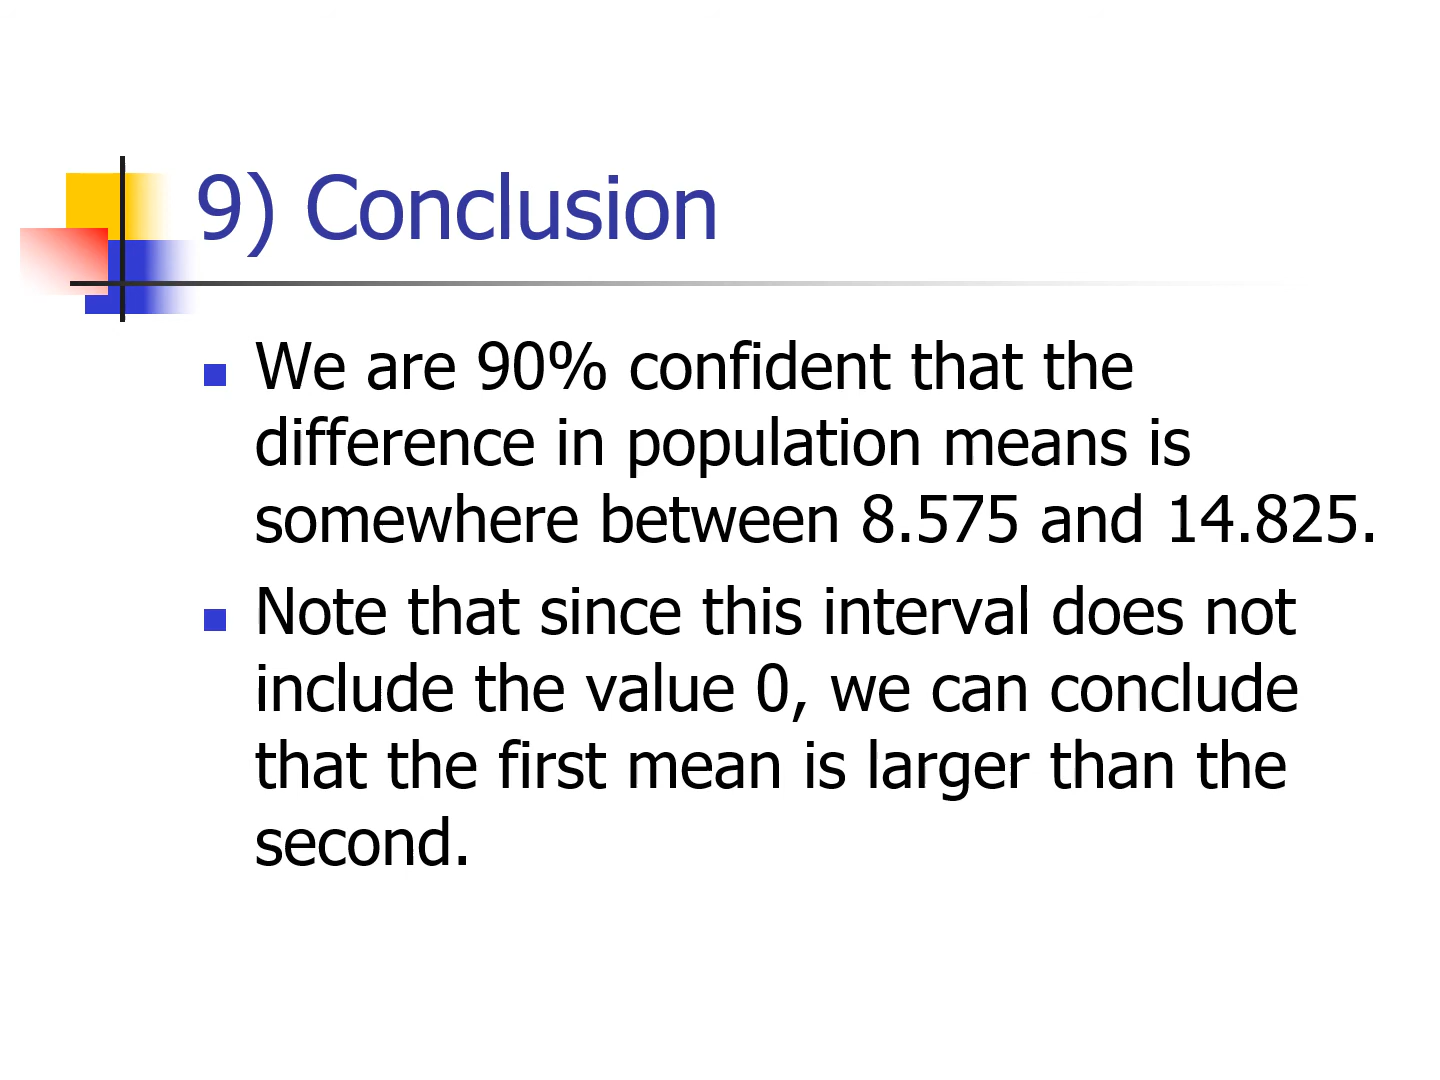 9) Conclusion
We are 90% confident that the
difference in population means is
somewhere between 8.575 and 14.825.
Note that since this interval does not
include the value 0, we can conclude
that the first mean is larger than the
second.